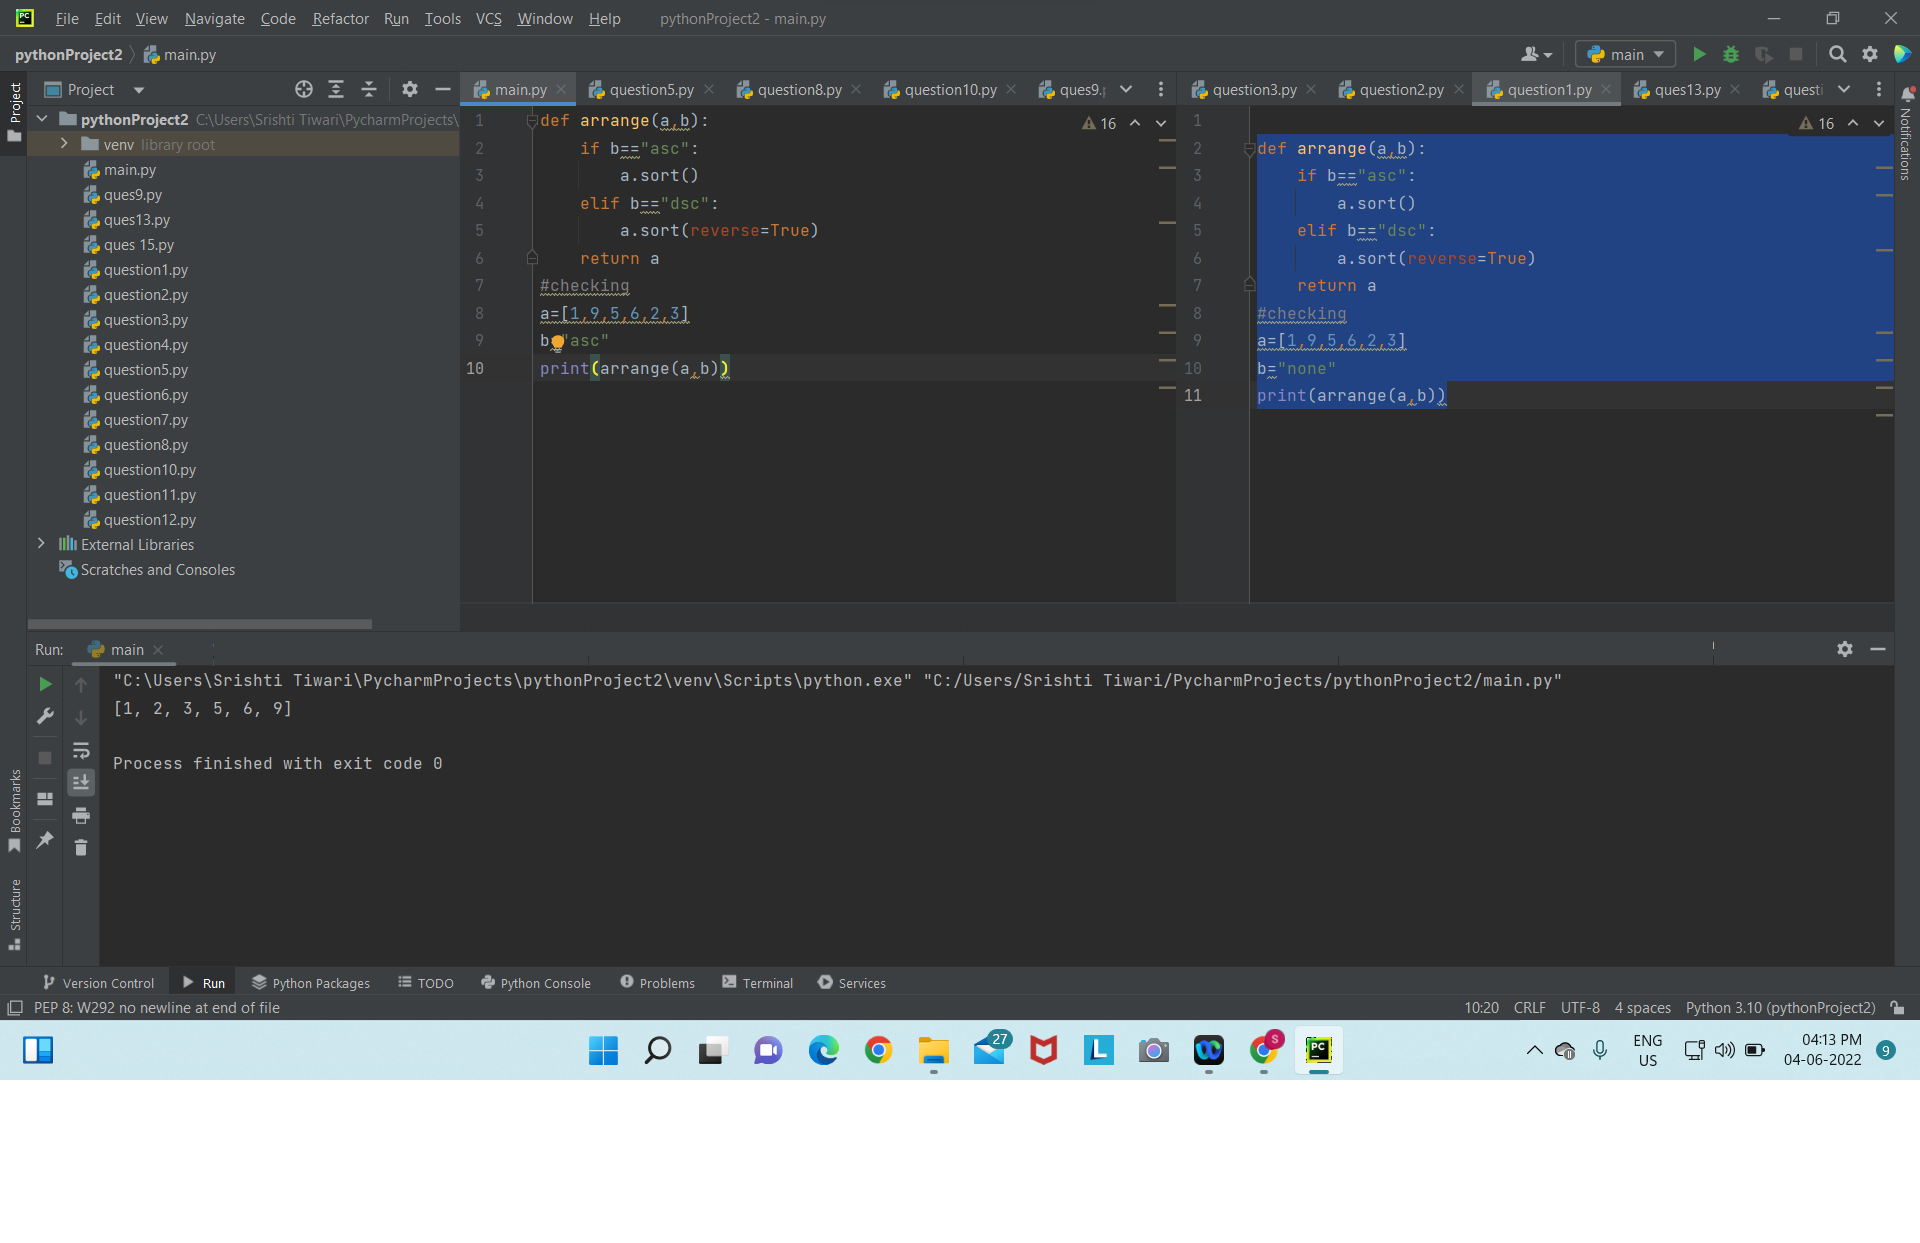 File Edit View Navigate Code Refactor Run Tools VCS Window Help pythonProject2 - main.py
pythonProject2 main.py main
Project main.py question5.py question8.py question10.py ques9. question3.py question2.py question1.py ques13.py questi
Project
Notifications
Bookmarks
Structure
pythonProject2 C:\Users\Srishti Tiwari\PycharmProjects\
venv library root
main.py
ques9.py
ques13.py
ques 15.py
question1.py
question2.py
question3.py
question4.py
question5.py
question6.py
question7.py
question8.py
question10.py
question11.py
question12.py
External Libraries
Scratches and Consoles
16
1 def arrange(a,b):
2 if b=="asc":
3 a.sort()
4 elif b=="dsc":
5 a.sort(reverse=True)
6 return a
7 #checking
8 a=[1,9,5,6,2,3]
9 b "asc"
10 print(arrange(a,b))
16
1
2 def arrange(a,b):
3 if b=="asc":
4 a.sort()
5 elif b=="dsc":
6 a.sort(reverse=True)
7 return a
8 #checking
9 a=[1,9,5,6,2,3]
10 b="none"
11 print(arrange(a,b))
Run: main
"C:\Users\Srishti Tiwari\PycharmProjects\pythonProject2\venv\Scripts\python.exe" "C:/Users/Srishti Tiwari/PycharmProjects/pythonProject2/main.py"
[1, 2, 3, 5, 6, 9]
Process finished with exit code 0
Version Control Run Python Packages TODO Python Console Problems Terminal Services
PEP 8: W292 no newline at end of file 10:20 CRLF UTF-8 4 spaces Python 3.10 (pythonProject2)
27 S PC ENG US 04:13 PM 04-06-2022 9